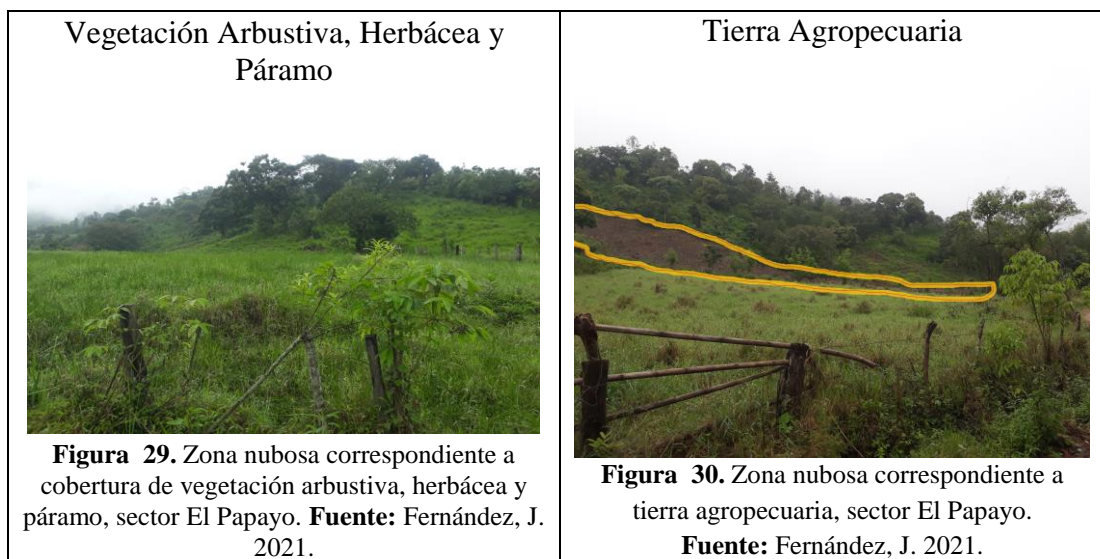 Vegetación Arbustiva, Herbácea y
Páramo
Figura 29. Zona nubosa correspondiente a
cobertura de vegetación arbustiva, herbácea y
páramo, sector El Papayo. Fuente: Fernández, J.
2021.
Tierra Agropecuaria
Figura 30. Zona nubosa correspondiente a
tierra agropecuaria, sector El Papayo.
Fuente: Fernández, J. 2021.